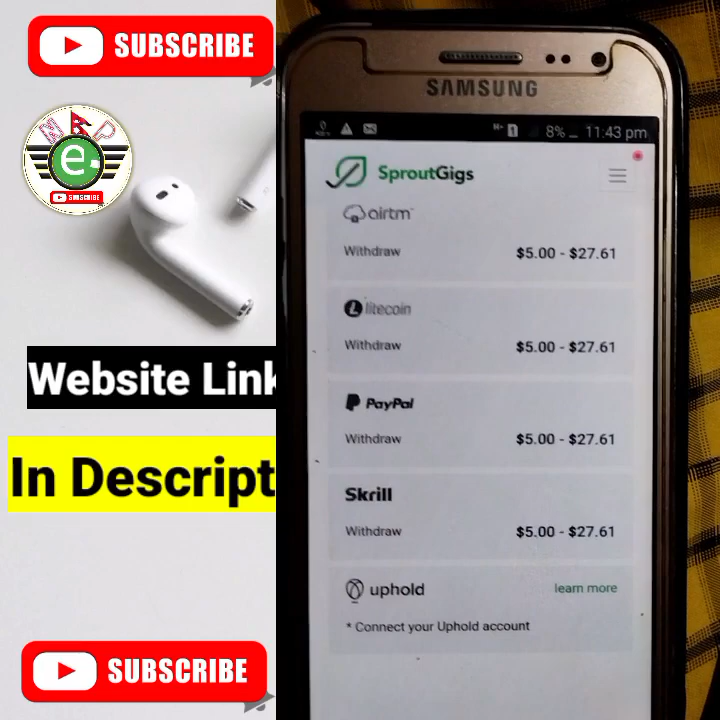 SUBSCRIBE
N P
e
SUBSCRIBE
Website Link
In Descript
SUBSCRIBE
SAMSUNG
8% 11:43 pm
SproutGigs
airtm
Withdraw $5.00 - $27.61
litecoin
Withdraw $5.00 - $27.61
PayPal
Withdraw $5.00 - $27.61
Skrill
Withdraw $5.00 - $27.61
uphold learn more
* Connect your Uphold account